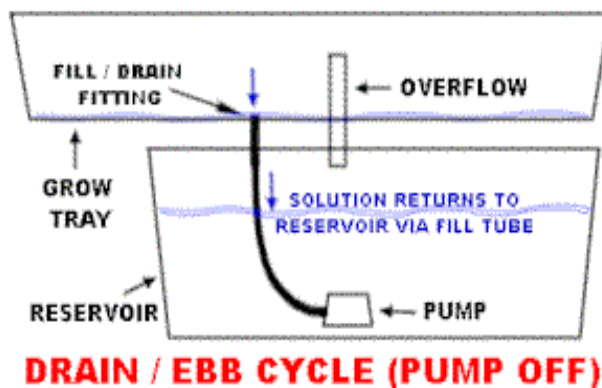 FILL / DRAIN
FITTING
OVERFLOW
GROW
TRAY
SOLUTION RETURNS TO
RESERVOIR VIA FILL TUBE
RESERVOIR
PUMP
DRAIN / EBB CYCLE (PUMP OFF)